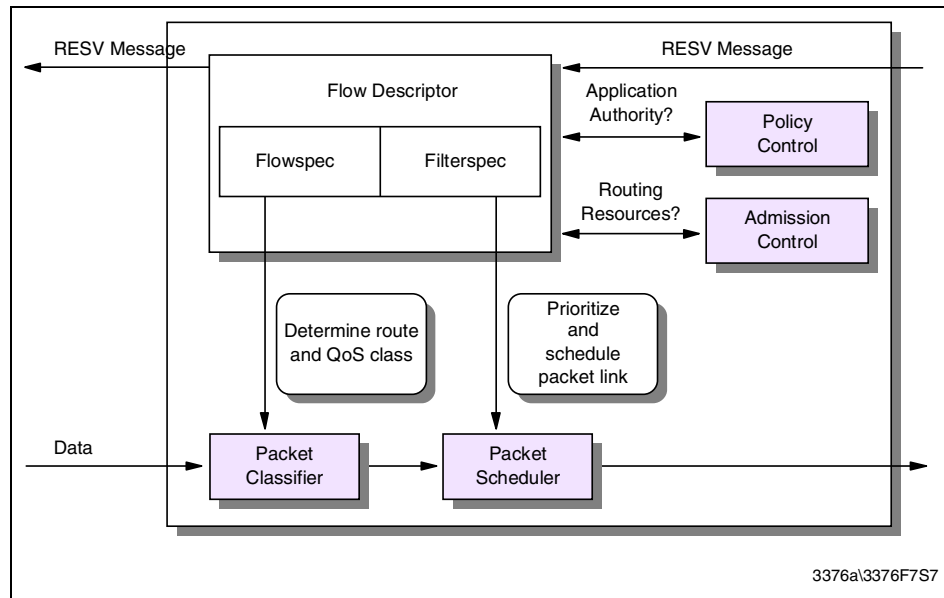 RESV Message
RESV Message
Flow Descriptor
Flowspec
Filterspec
Application
Authority?
Policy
Control
Routing
Resources?
Admission
Control
Determine route
and QoS class
Prioritize
and
schedule
packet link
Data
Packet
Classifier
Packet
Scheduler
3376a\3376F7S7